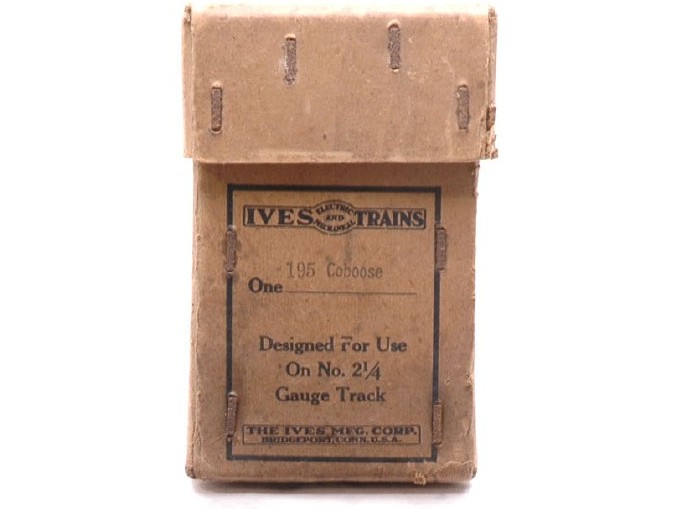 IVES ELECTRIC AND MECHANICAL TRAINS
195 Coboose
One
Designed For Use
On No. 2¼
Gauge Track
THE IVES MFG. CORP.
BRIDGEPORT, CONN. U.S.A.